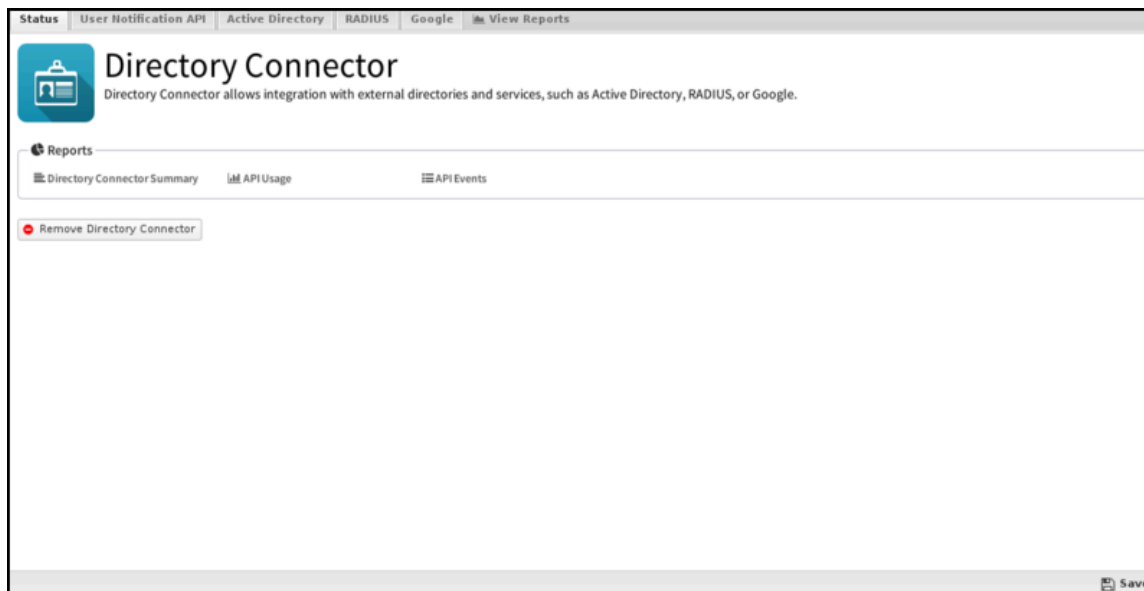 Status User Notification API Active Directory RADIUS Google View Reports
Directory Connector
Directory Connector allows integration with external directories and services, such as Active Directory, RADIUS, or Google.
Reports
Directory Connector Summary API Usage API Events
Remove Directory Connector
Save